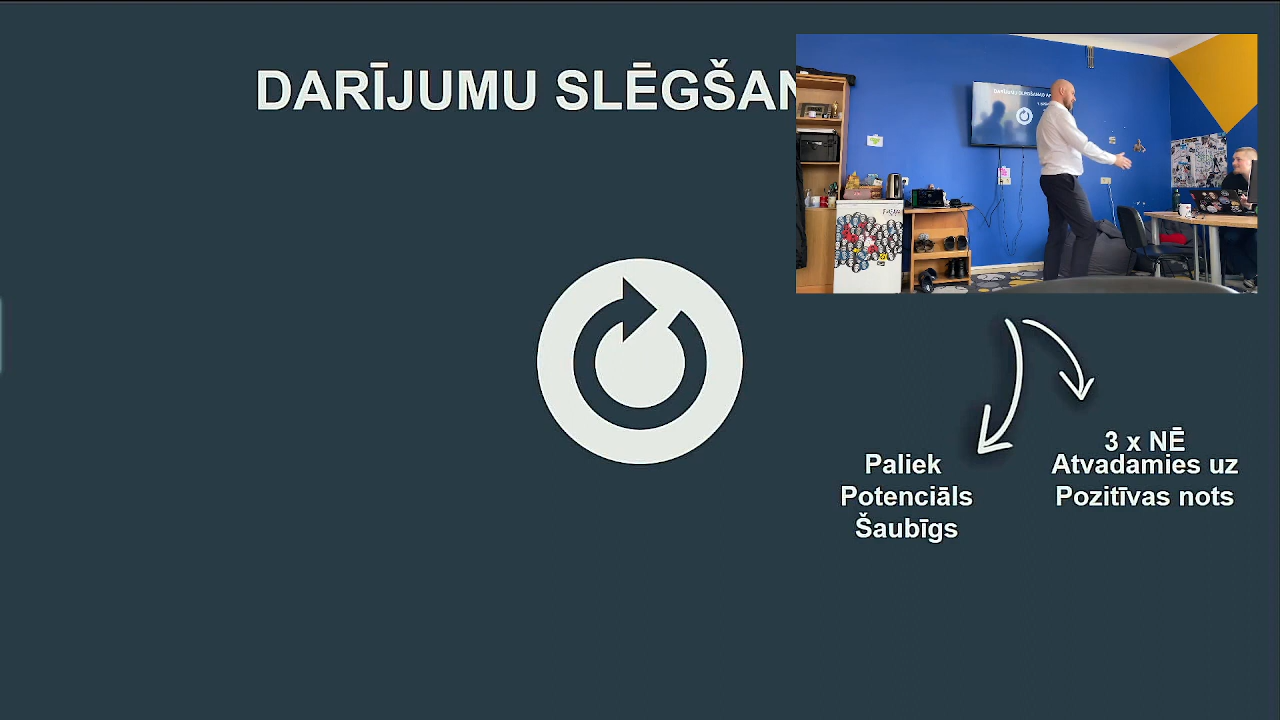 DARĪJUMU SLĒGŠAN
3 x NĒ
Paliek
Potenciāls
Šaubīgs
Atvadamies uz
Pozitīvas nots